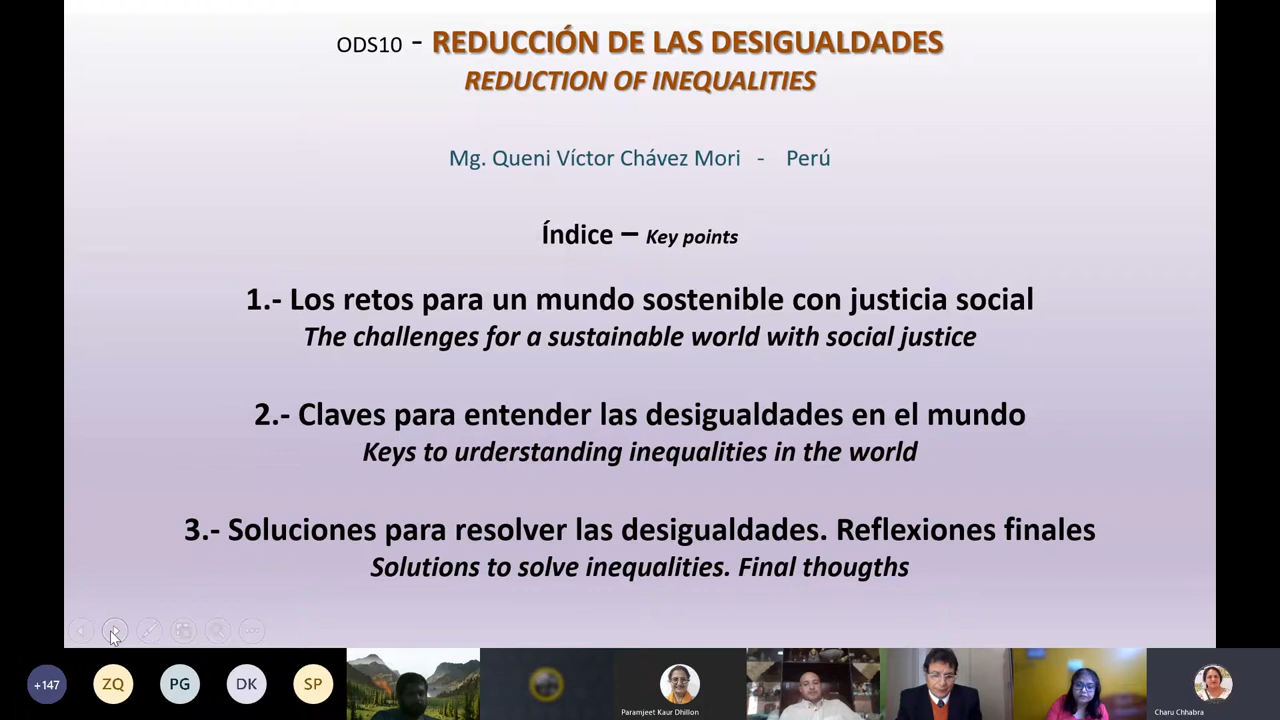 ODS10 - REDUCCIÓN DE LAS DESIGUALDADES
REDUCTION OF INEQUALITIES
Mg. Queni Víctor Chávez Mori - Perú
Índice – Key points
1.- Los retos para un mundo sostenible con justicia social
The challenges for a sustainable world with social justice
2.- Claves para entender las desigualdades en el mundo
Keys to urderstanding inequalities in the world
3.- Soluciones para resolver las desigualdades. Reflexiones finales
Solutions to solve inequalities. Final thougths
+147
ZQ
PG
DK
SP
Paramjeet Kaur Dhillon
Charu Chhabra